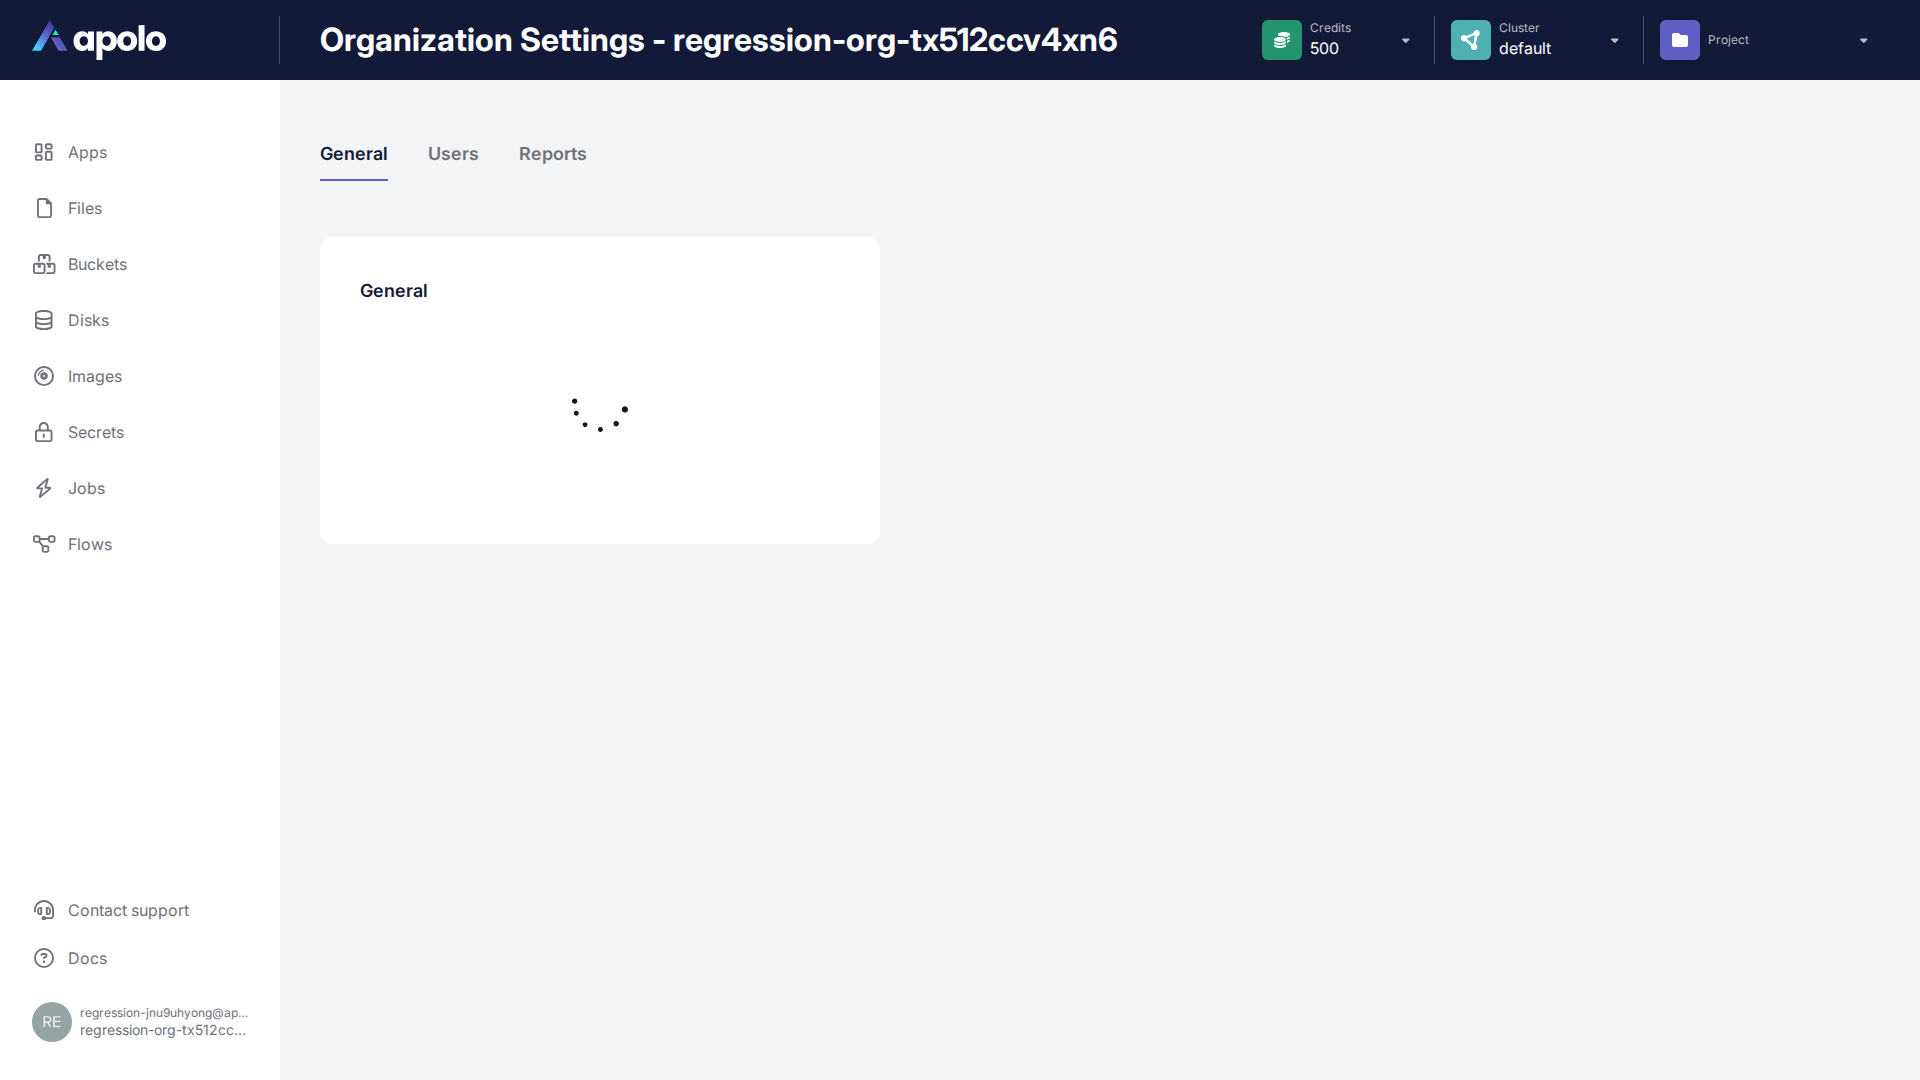 apolo
Organization Settings - regression-org-tx512ccv4xn6
Credits
500
Cluster
default
Project
Apps
Files
Buckets
Disks
Images
Secrets
Jobs
Flows
General
Users
Reports
General
Contact support
Docs
RE
regression-jnu9uhyong@ap...
regression-org-tx512cc...